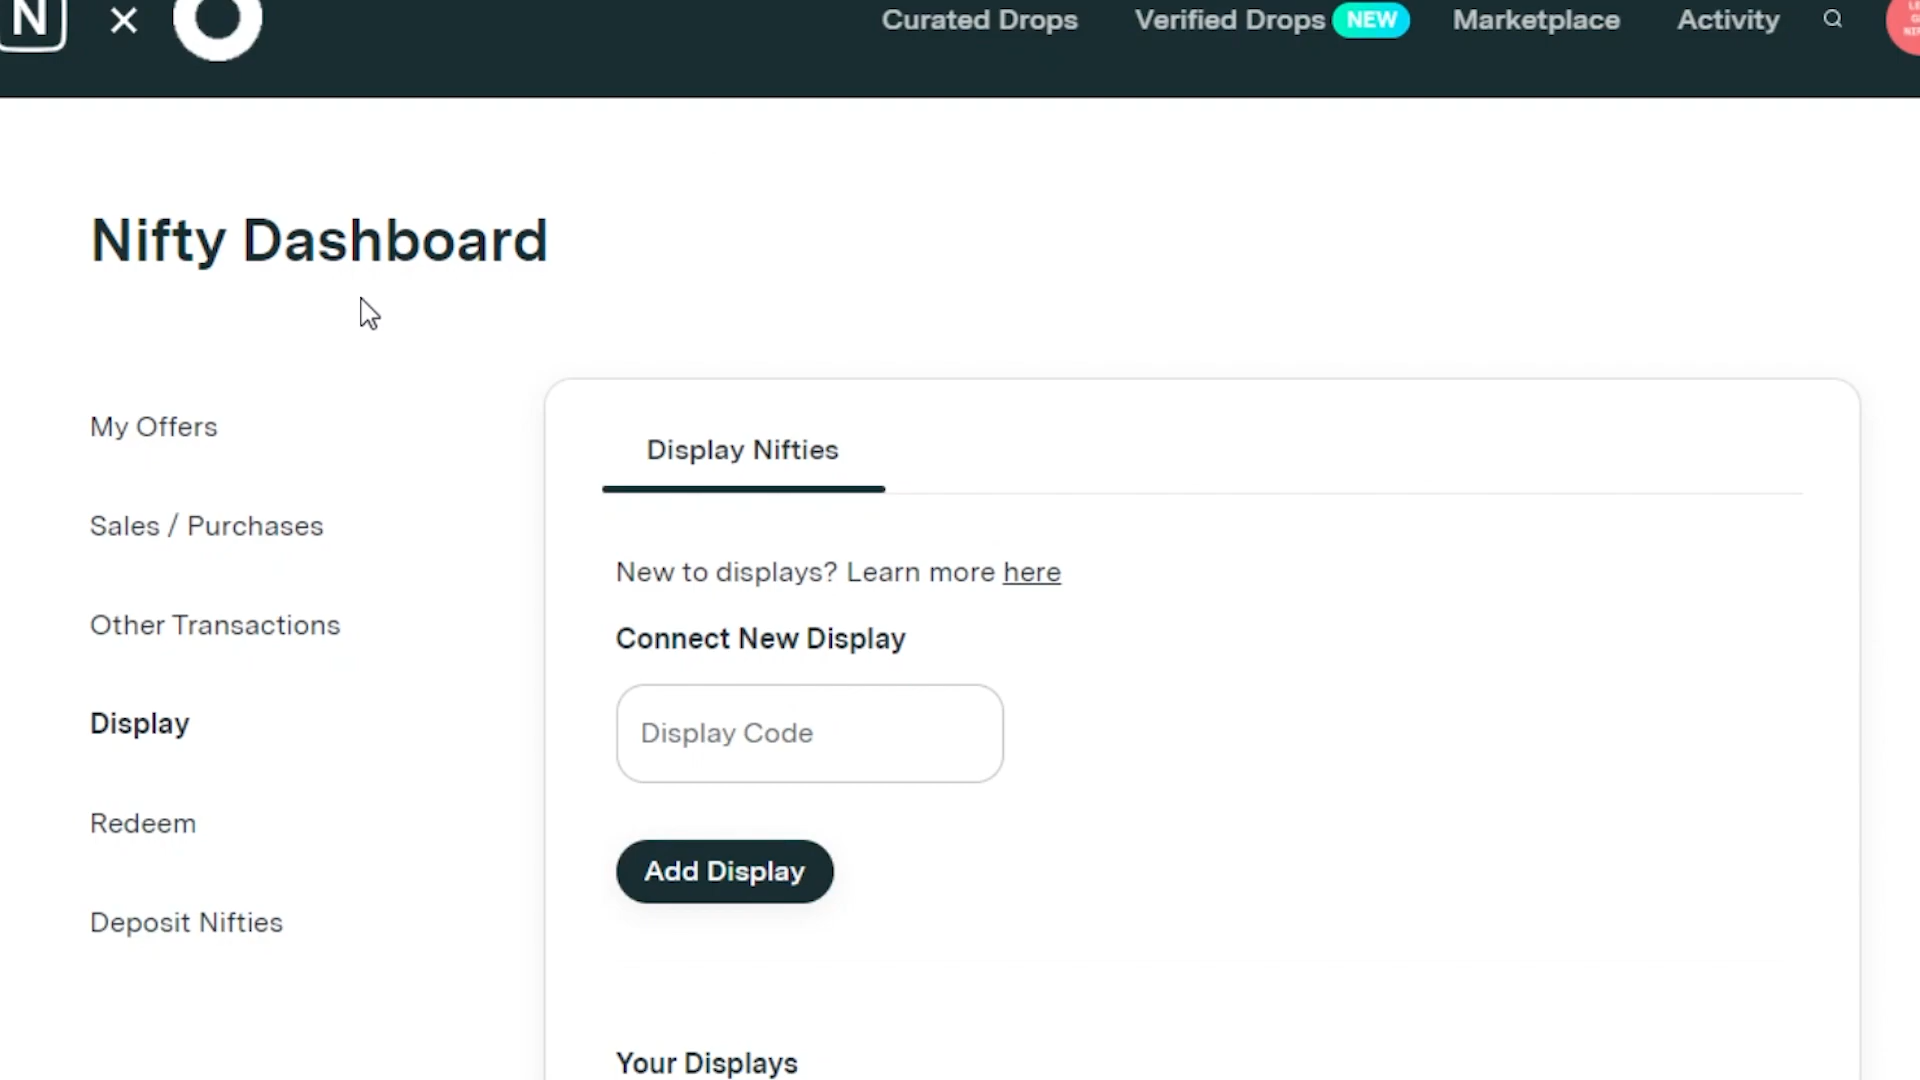 N
Curated Drops Verified Drops NEW Marketplace Activity
Nifty Dashboard
My Offers
Sales / Purchases
Other Transactions
Display
Redeem
Deposit Nifties
Display Nifties
New to displays? Learn more here
Connect New Display
Display Code
Add Display
Your Displays